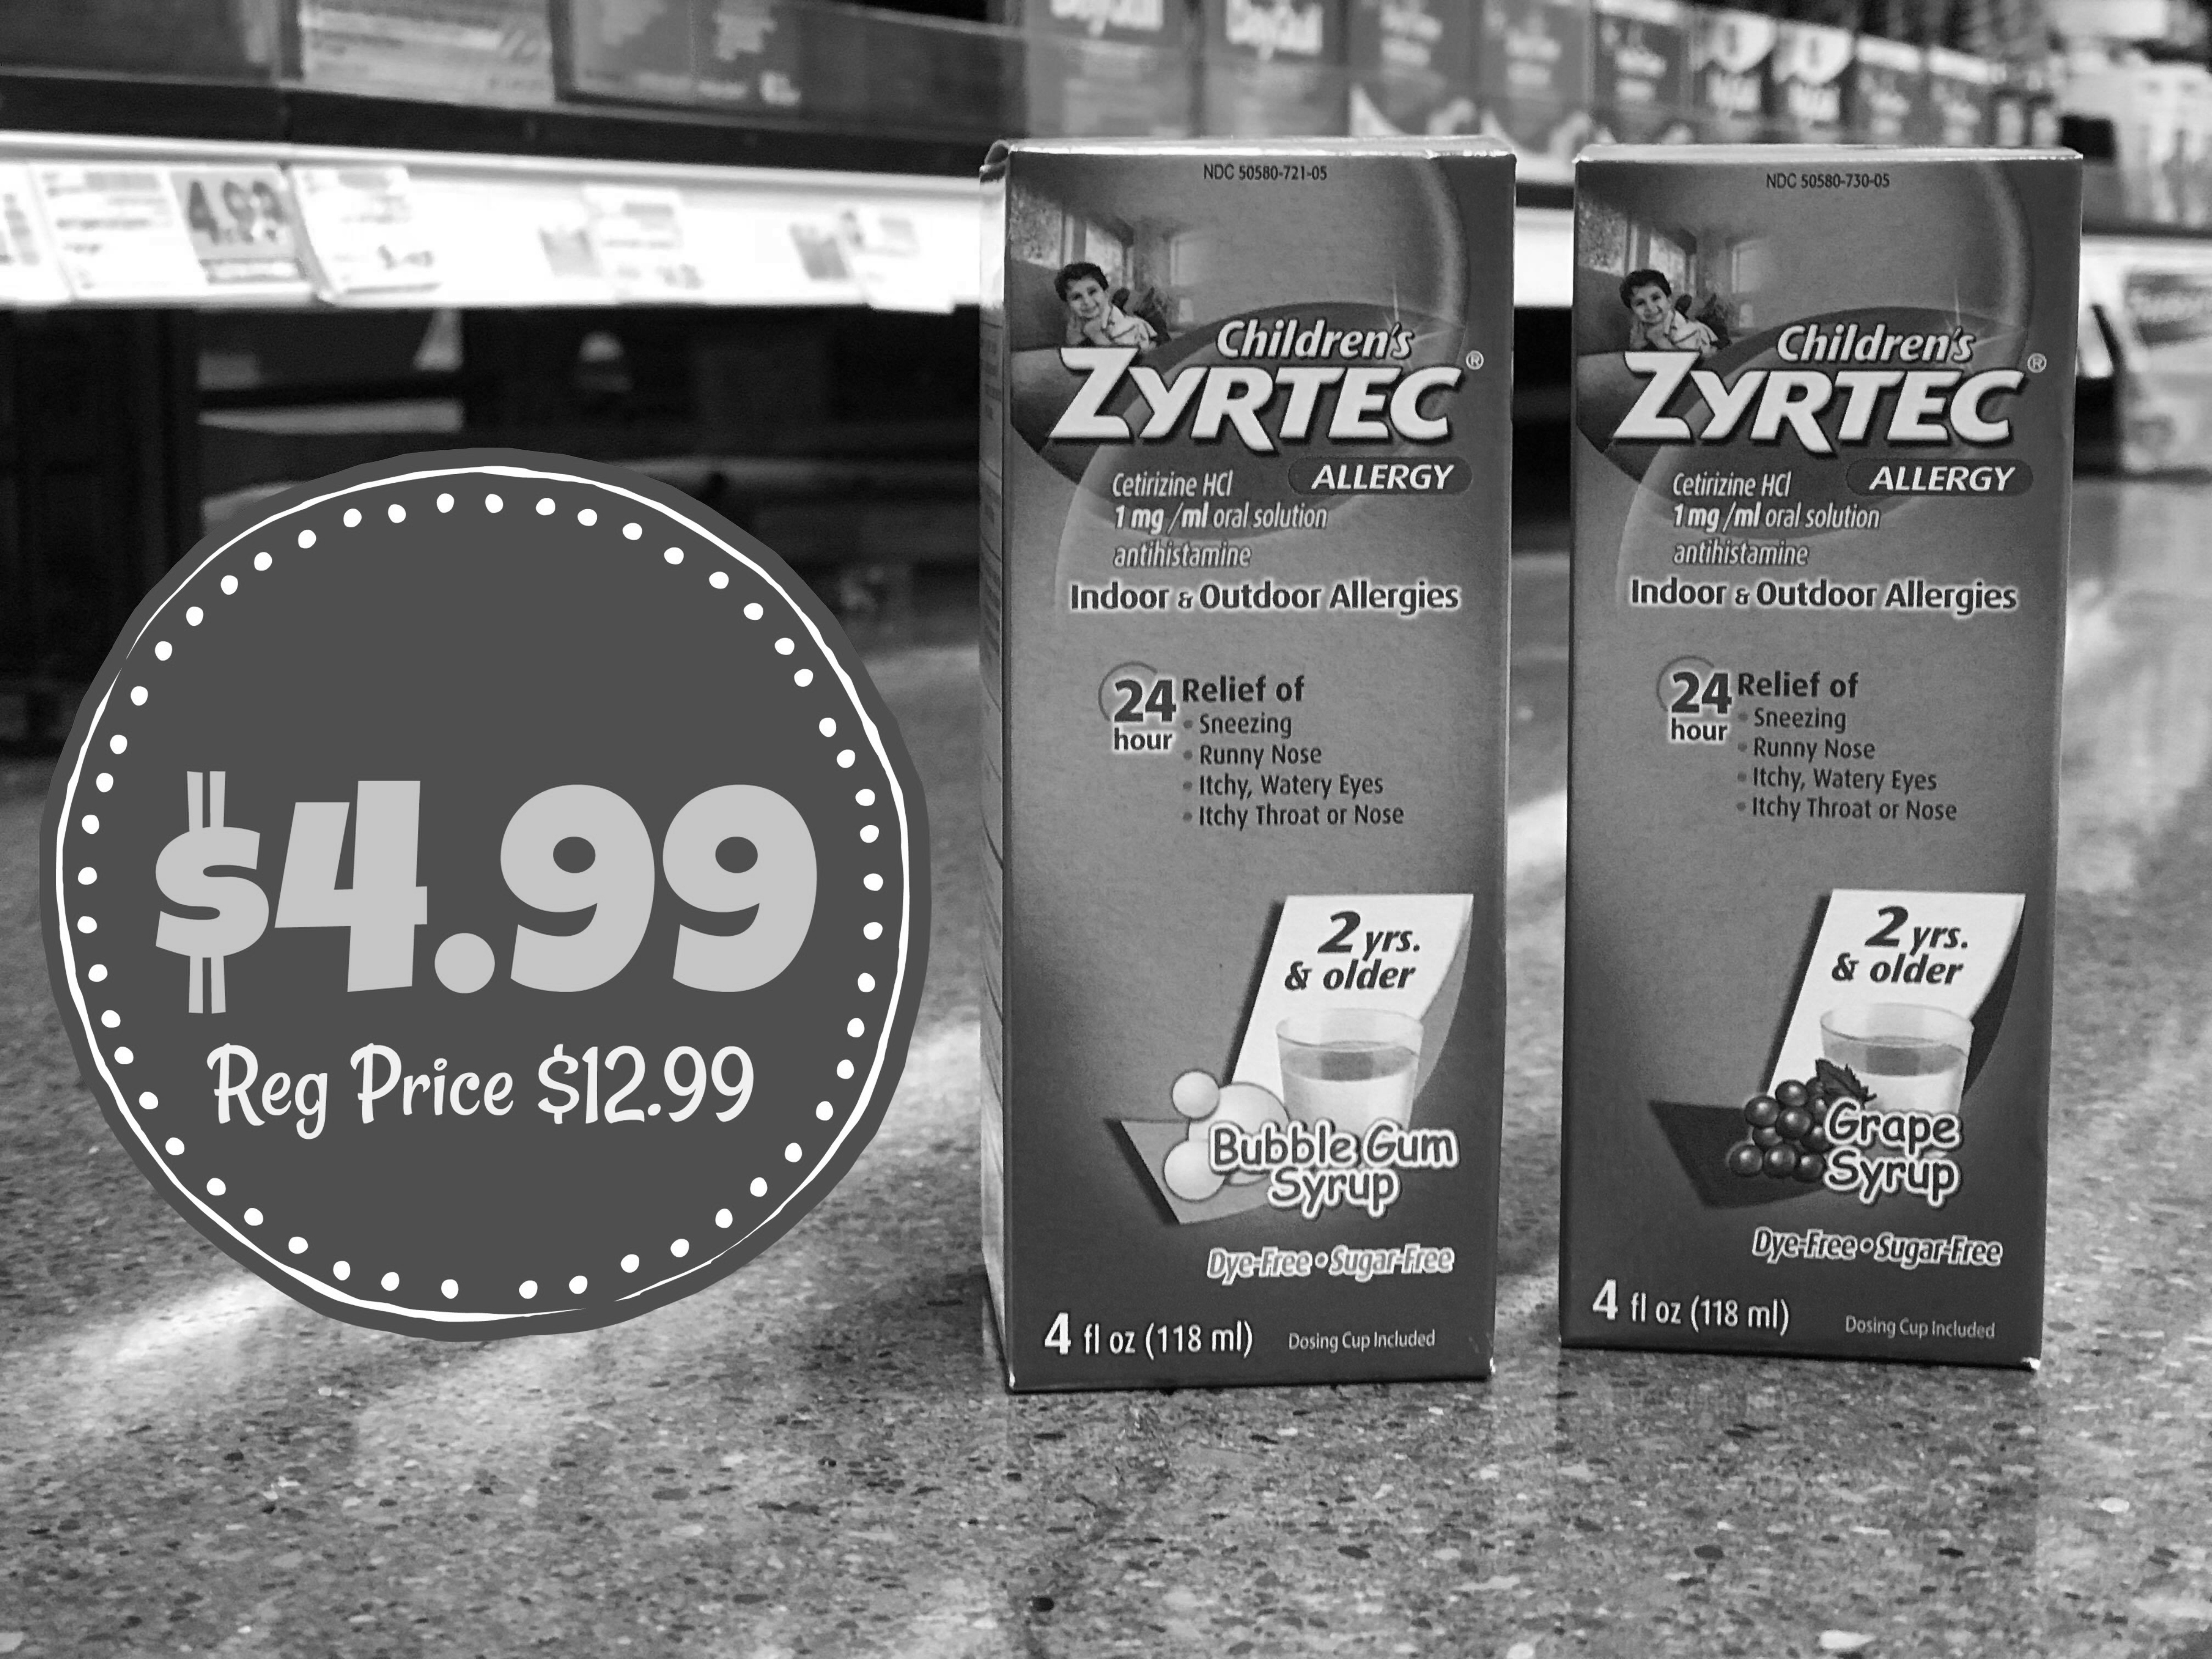 4.99
$4.99
Reg Price $12.99
NDC 50580-721-05
Children's
ZYRTEC®
ALLERGY
Cetirizine HCl
1 mg/ml oral solution
antihistamine
Indoor & Outdoor Allergies
24 hour
Relief of
• Sneezing
• Runny Nose
• Itchy, Watery Eyes
• Itchy Throat or Nose
2 yrs.
& older
Bubble Gum
Syrup
Dye-Free • Sugar-Free
4 fl oz (118 ml) Dosing Cup Included
NDC 50580-730-05
Children's
ZYRTEC®
ALLERGY
Cetirizine HCl
1 mg/ml oral solution
antihistamine
Indoor & Outdoor Allergies
24 hour
Relief of
• Sneezing
• Runny Nose
• Itchy, Watery Eyes
• Itchy Throat or Nose
2 yrs.
& older
Grape
Syrup
Dye-Free • Sugar-Free
4 fl oz (118 ml) Dosing Cup Included